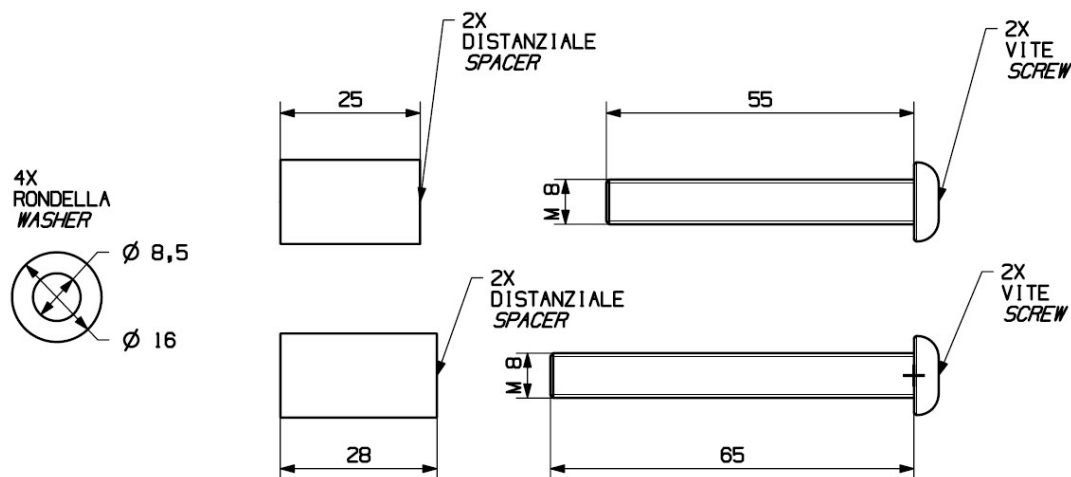 2X
DISTANZIALE
SPACER
2X
VITE
SCREW
25
55
4X
RONDELLA
WASHER
M 8
Ø 8,5
Ø 16
2X
DISTANZIALE
SPACER
2X
VITE
SCREW
M 8
28
65